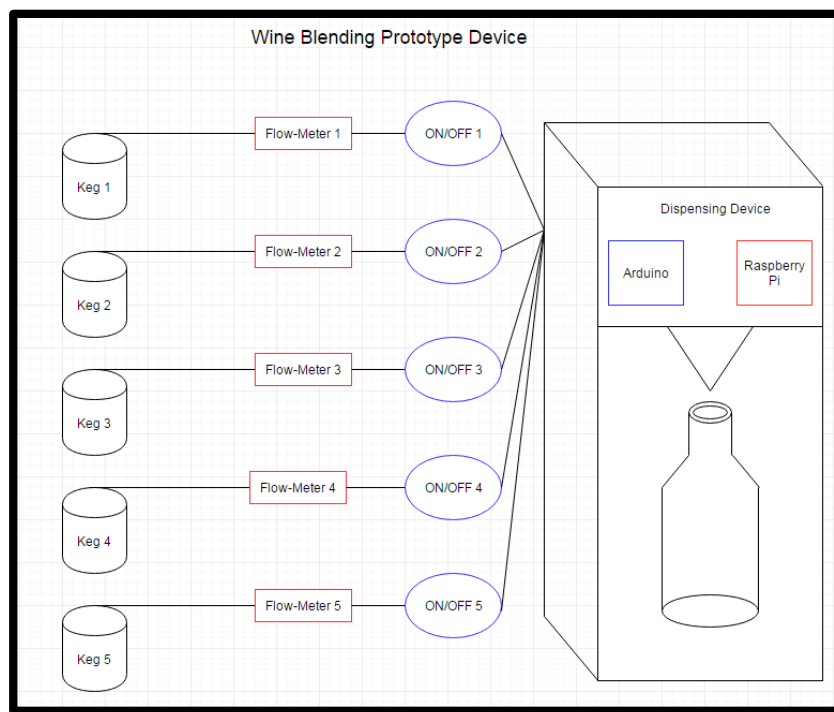 Wine Blending Prototype Device
Flow-Meter 1
ON/OFF 1
Keg 1
Dispensing Device
Arduino
Raspberry
Pi
Flow-Meter 2
ON/OFF 2
Keg 2
Flow-Meter 3
ON/OFF 3
Keg 3
Flow-Meter 4
ON/OFF 4
Keg 4
Flow-Meter 5
ON/OFF 5
Keg 5